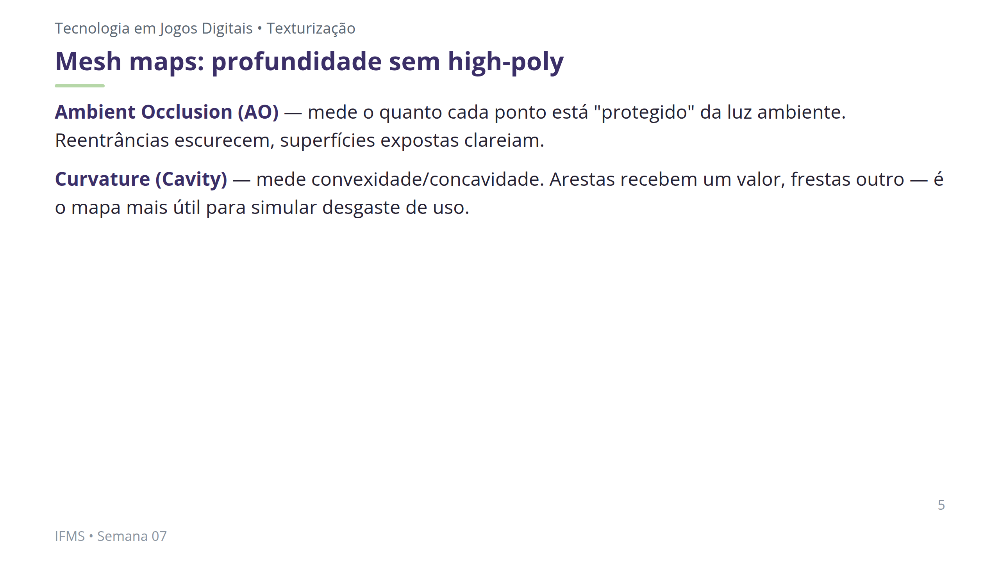 Tecnologia em Jogos Digitais • Texturização
Mesh maps: profundidade sem high-poly
Ambient Occlusion (AO) — mede o quanto cada ponto está "protegido" da luz ambiente.
Reentrâncias escurecem, superfícies expostas clareiam.
Curvature (Cavity) — mede convexidade/concavidade. Arestas recebem um valor, frestas outro — é
o mapa mais útil para simular desgaste de uso.
5
IFMS • Semana 07